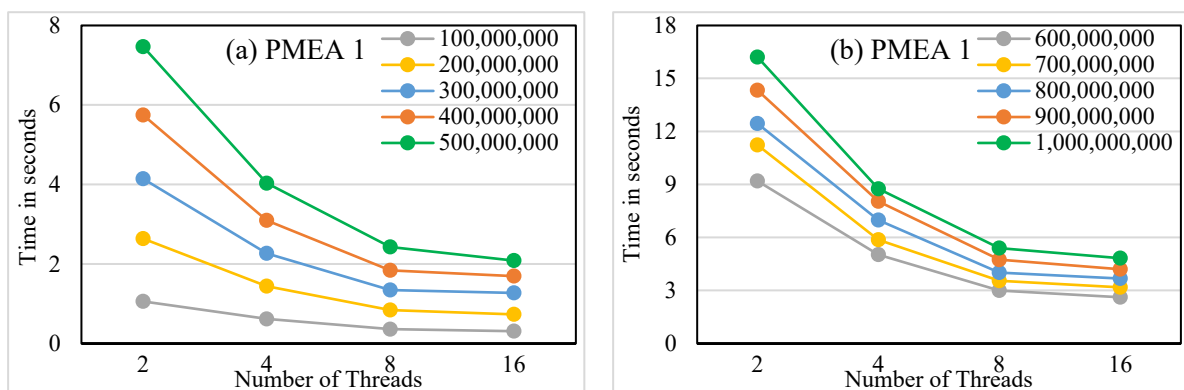 (a) PMEA 1
100,000,000
200,000,000
300,000,000
400,000,000
500,000,000
Time in seconds
8
6
4
2
0
2 4 8 16
Number of Threads
(b) PMEA 1
600,000,000
700,000,000
800,000,000
900,000,000
1,000,000,000
Time in seconds
18
15
12
9
6
3
0
2 4 8 16
Number of Threads